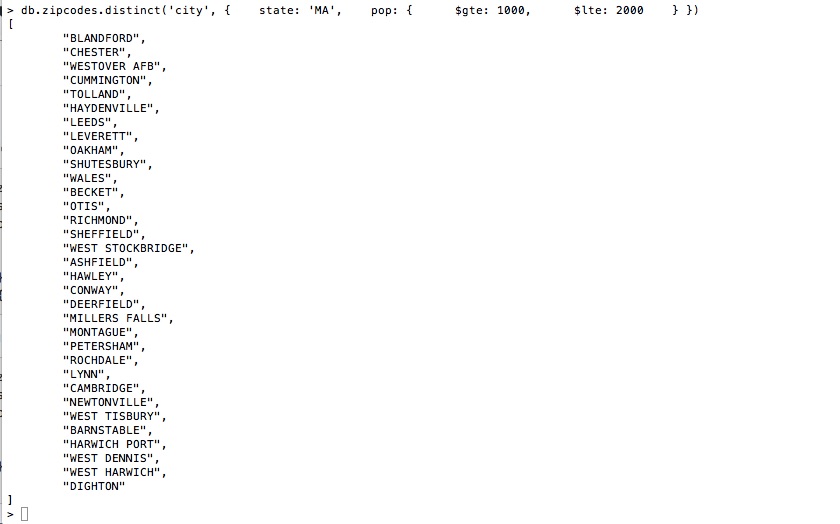 > db.zipcodes.distinct('city', {    state: 'MA',    pop: {      $gte: 1000,      $lte: 2000    } })
[
        "BLANDFORD",
        "CHESTER",
        "WESTOVER AFB",
        "CUMMINGTON",
        "TOLLAND",
        "HAYDENVILLE",
        "LEEDS",
        "LEVERETT",
        "OAKHAM",
        "SHUTESBURY",
        "WALES",
        "BECKET",
        "OTIS",
        "RICHMOND",
        "SHEFFIELD",
        "WEST STOCKBRIDGE",
        "ASHFIELD",
        "HAWLEY",
        "CONWAY",
        "DEERFIELD",
        "MILLERS FALLS",
        "MONTAGUE",
        "PETERSHAM",
        "ROCHDALE",
        "LYNN",
        "CAMBRIDGE",
        "NEWTONVILLE",
        "WEST TISBURY",
        "BARNSTABLE",
        "HARWICH PORT",
        "WEST DENNIS",
        "WEST HARWICH",
        "DIGHTON"
]
>